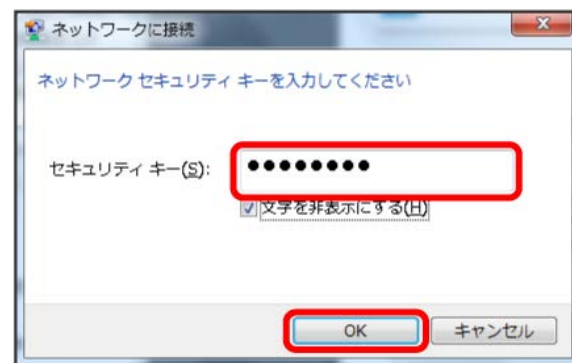 ネットワークに接続
ネットワーク セキュリティ キーを入力してください
セキュリティ キー(S): ●●●●●●●●
文字を非表示にする(H)
OK キャンセル